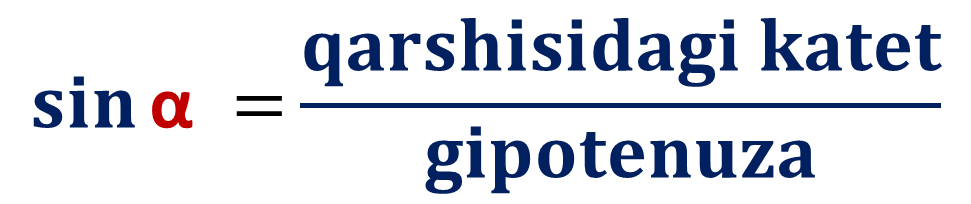 qarshisidagi katet
sin α =
gipotenuza